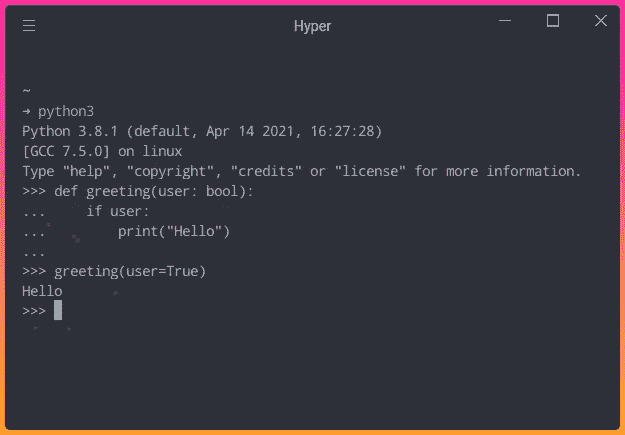 Hyper
~
→ python3
Python 3.8.1 (default, Apr 14 2021, 16:27:28)
[GCC 7.5.0] on linux
Type "help", "copyright", "credits" or "license" for more information.
>>> def greeting(user: bool):
...     if user:
...         print("Hello")
...
>>> greeting(user=True)
Hello
>>>